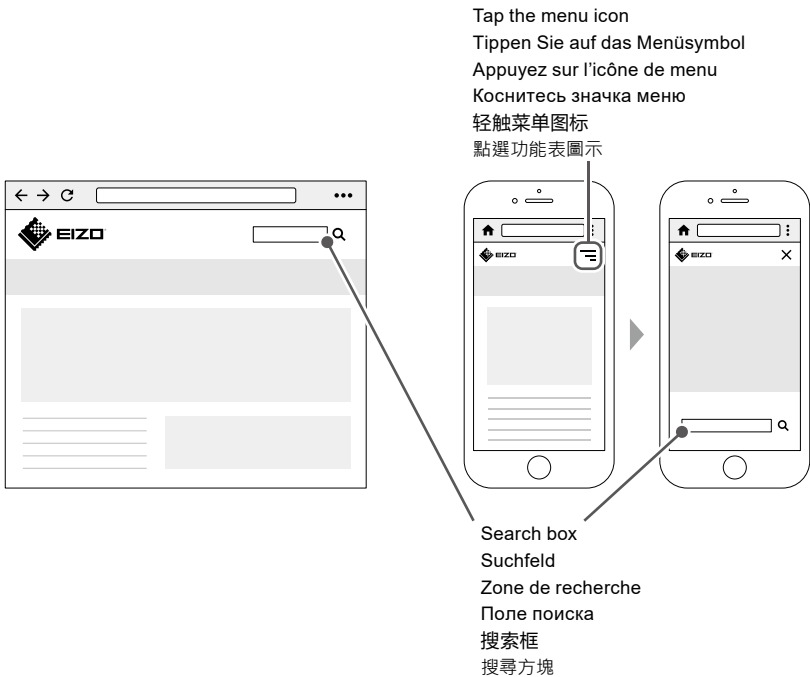 Tap the menu icon
Tippen Sie auf das Menüsymbol
Appuyez sur l'icône de menu
Коснитесь значка меню
轻触菜单图标
點選功能表圖示
EIZO
EIZO
EIZO
Search box
Suchfeld
Zone de recherche
Поле поиска
搜索框
搜尋方塊